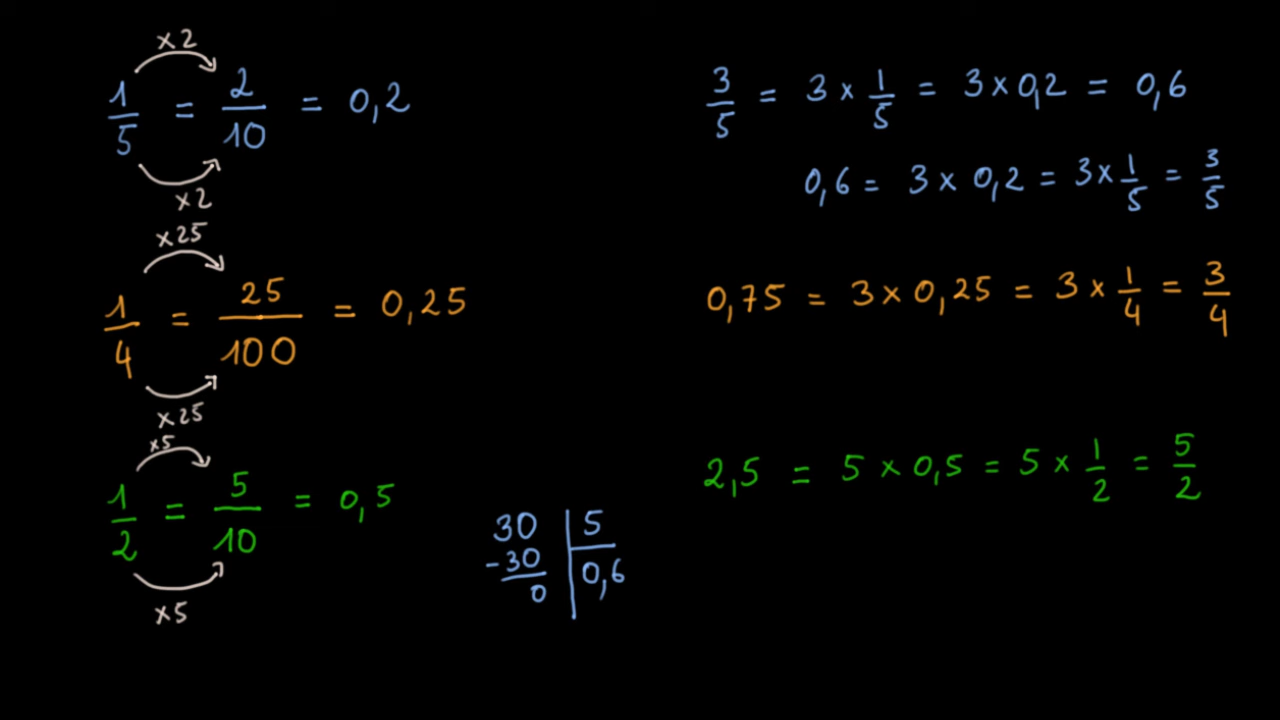 ×2
1/5 = 2/10 = 0,2
×2
×25
1/4 = 25/100 = 0,25
×25
×5
1/2 = 5/10 = 0,5
×5
30 | 5
-30 | 0,6
0
3/5 = 3 × 1/5 = 3 × 0,2 = 0,6
0,6 = 3 × 0,2 = 3 × 1/5 = 3/5
0,75 = 3 × 0,25 = 3 × 1/4 = 3/4
2,5 = 5 × 0,5 = 5 × 1/2 = 5/2